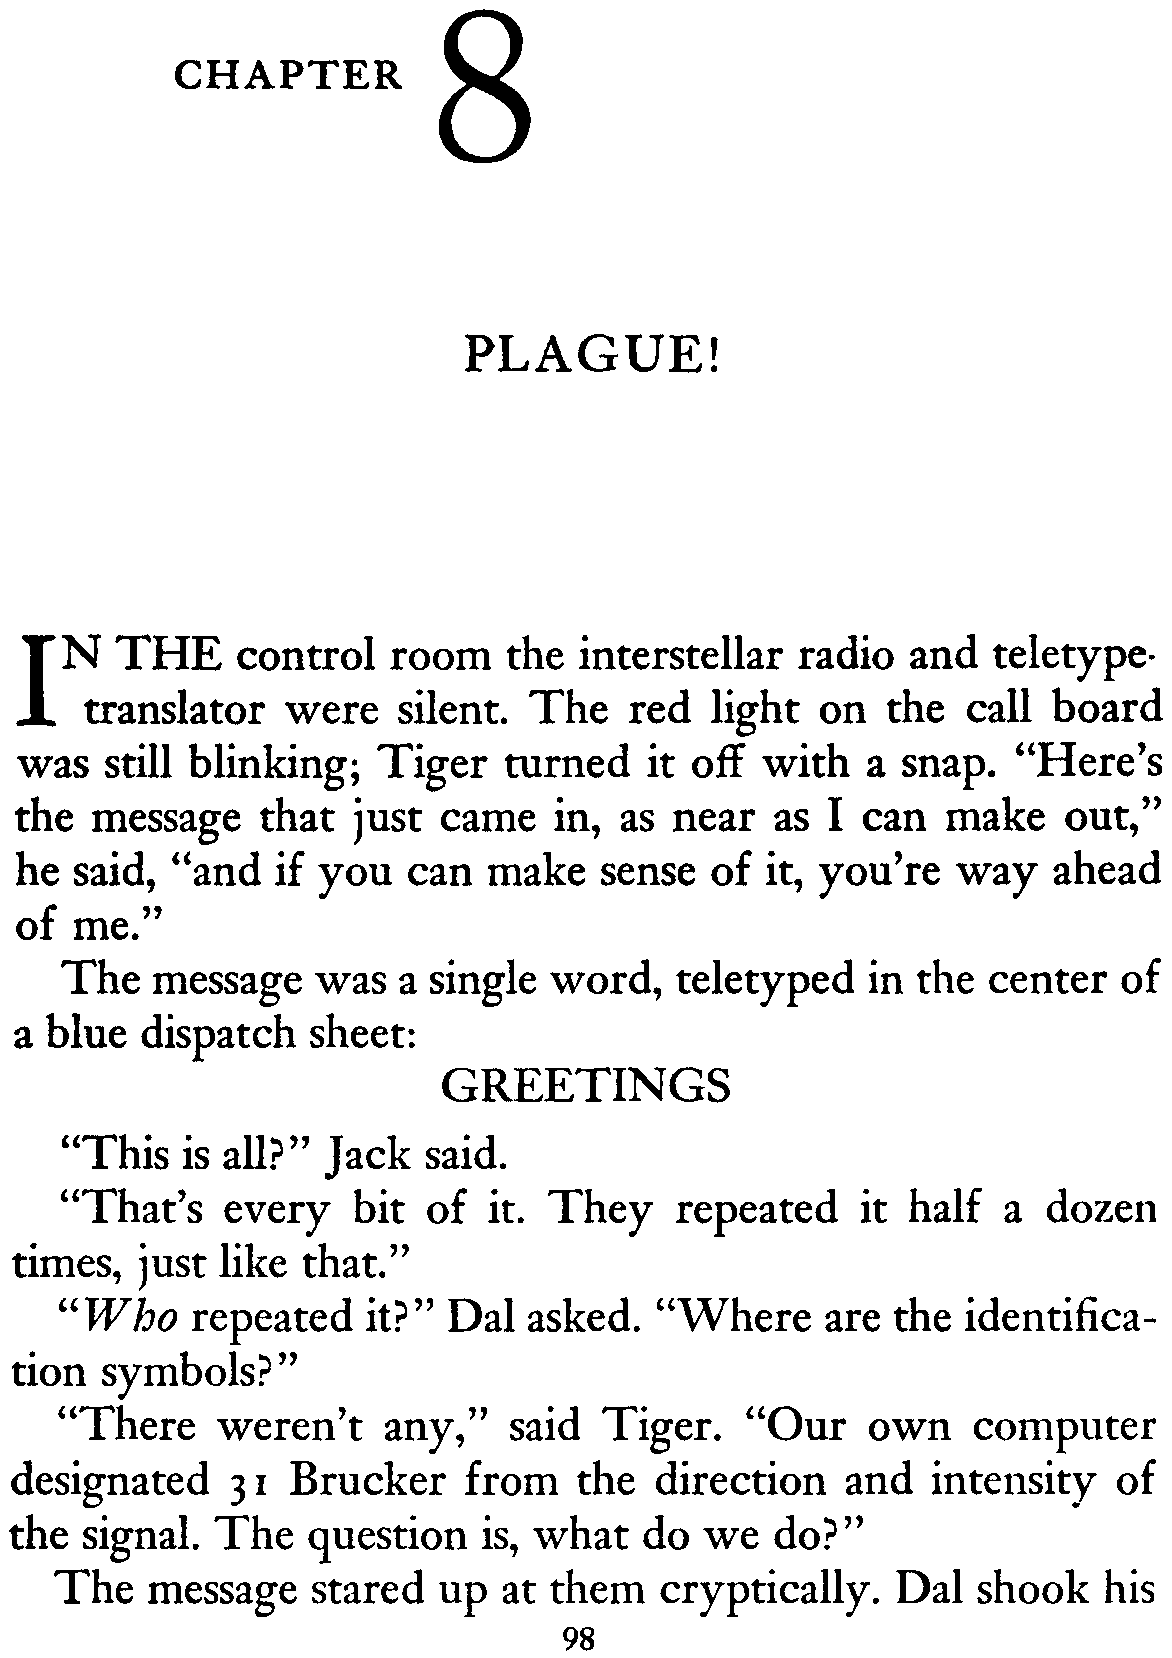 CHAPTER 8
PLAGUE!
IN THE control room the interstellar radio and teletype-
translator were silent. The red light on the call board
was still blinking; Tiger turned it off with a snap. “Here’s
the message that just came in, as near as I can make out,”
he said, “and if you can make sense of it, you’re way ahead
of me.”
The message was a single word, teletyped in the center of
a blue dispatch sheet:
GREETINGS
“This is all?” Jack said.
“That’s every bit of it. They repeated it half a dozen
times, just like that.”
“Who repeated it?” Dal asked. “Where are the identifica-
tion symbols?”
“There weren’t any,” said Tiger. “Our own computer
designated 31 Brucker from the direction and intensity of
the signal. The question is, what do we do?”
The message stared up at them cryptically. Dal shook his
98